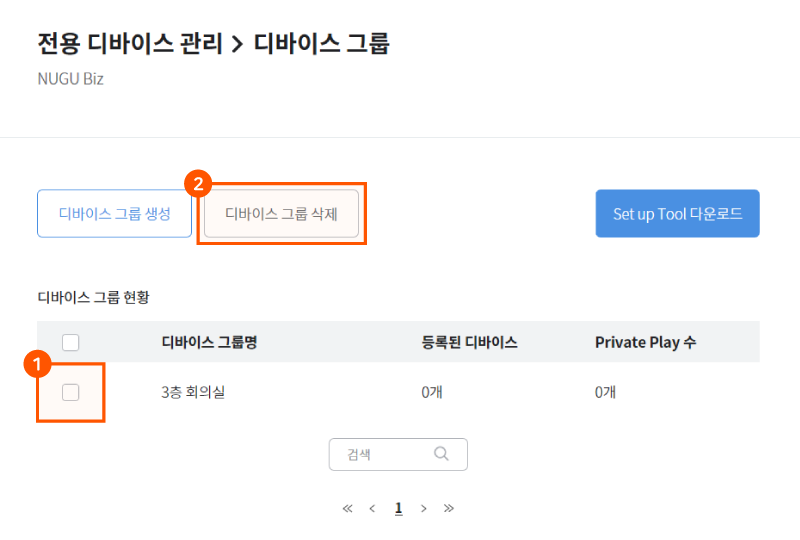 전용 디바이스 관리 > 디바이스 그룹
NUGU Biz
2
디바이스 그룹 생성 디바이스 그룹 삭제 Set up Tool 다운로드
디바이스 그룹 현황
디바이스 그룹명 등록된 디바이스 Private Play 수
1
3층 회의실 0개 0개
검색
« ‹ 1 › »